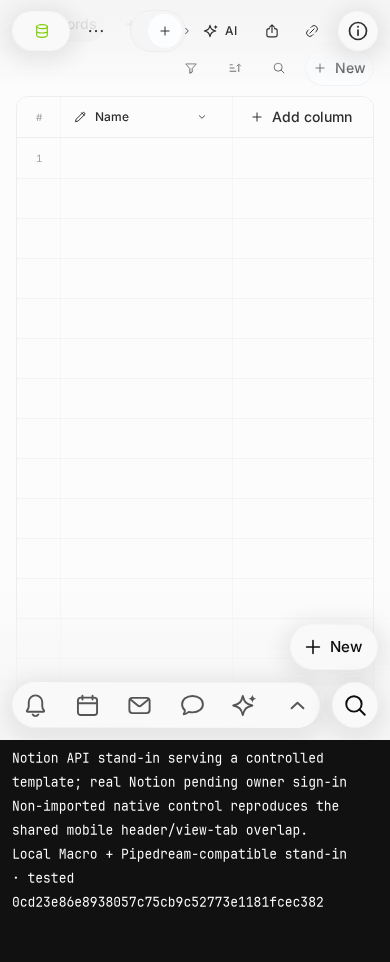 ords
AI
New
#
Name
Add column
1
New
Notion API stand-in serving a controlled
template; real Notion pending owner sign-in
Non-imported native control reproduces the
shared mobile header/view-tab overlap.
Local Macro + Pipedream-compatible stand-in
· tested
0cd23e86e8938057c75cb9c52773e1181fcec382